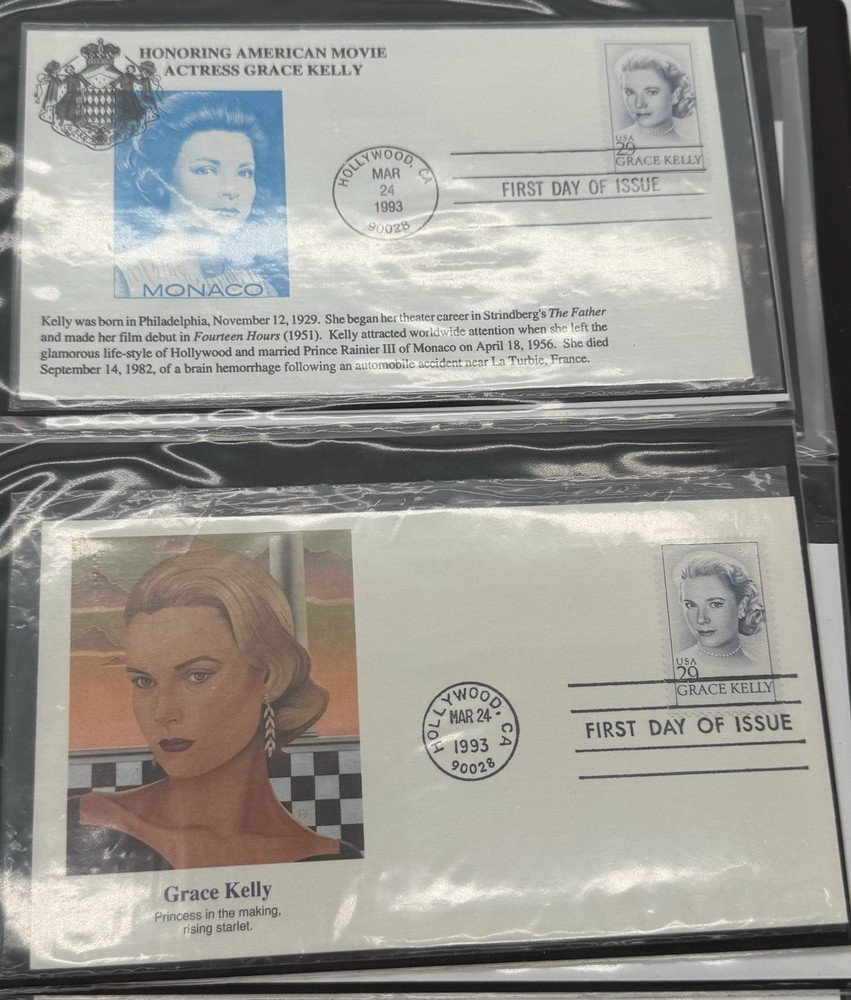 HONORING AMERICAN MOVIE
ACTRESS GRACE KELLY
MONACO
HOLLYWOOD, CA
MAR
24
1993
90028
USA
29
GRACE KELLY
FIRST DAY OF ISSUE
Kelly was born in Philadelphia, November 12, 1929. She began her theater career in Strindberg's The Father
and made her film debut in Fourteen Hours (1951). Kelly attracted worldwide attention when she left the
glamorous life-style of Hollywood and married Prince Rainier III of Monaco on April 18, 1956. She died
September 14, 1982, of a brain hemorrhage following an automobile accident near La Turbie, France.
HOLLYWOOD, CA
MAR 24
1993
90028
USA
29
GRACE KELLY
FIRST DAY OF ISSUE
Grace Kelly
Princess in the making,
rising starlet.